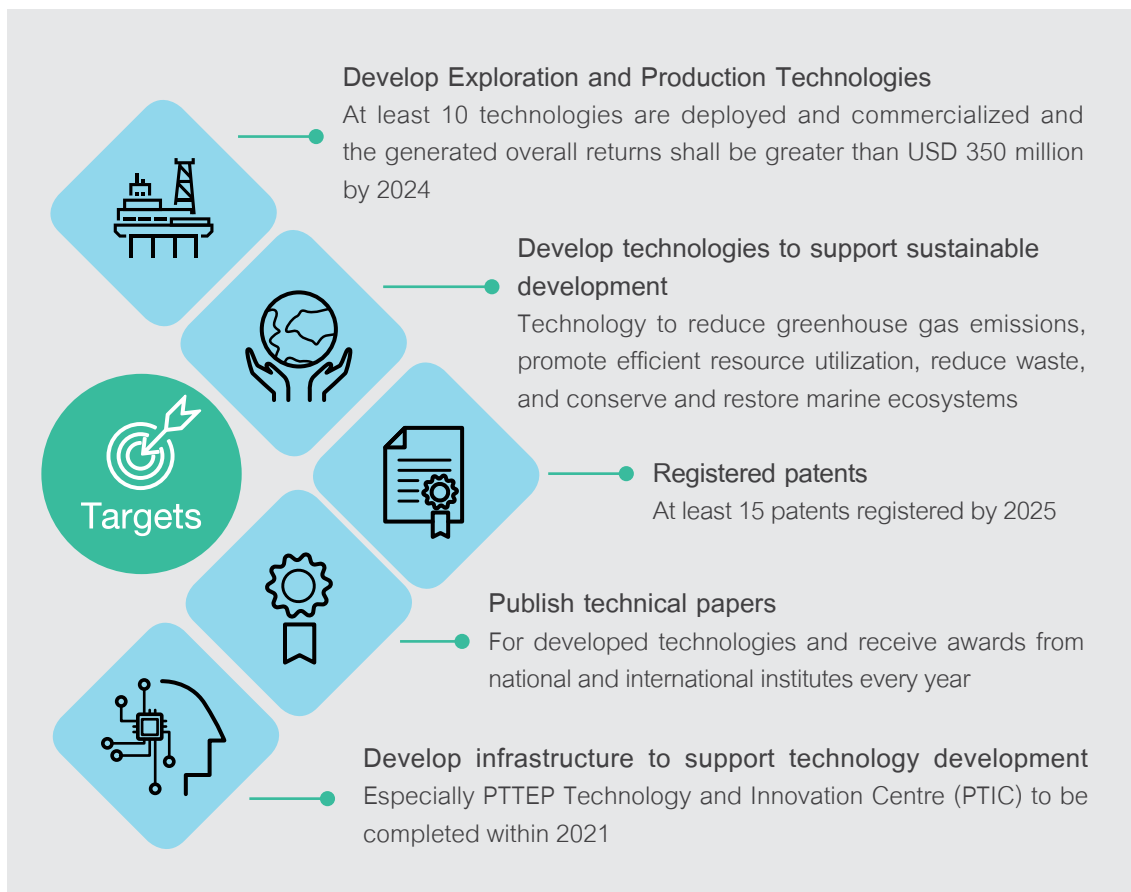 Develop Exploration and Production Technologies
At least 10 technologies are deployed and commercialized and
the generated overall returns shall be greater than USD 350 million
by 2024
Develop technologies to support sustainable
development
Technology to reduce greenhouse gas emissions,
promote efficient resource utilization, reduce waste,
and conserve and restore marine ecosystems
Targets
Registered patents
At least 15 patents registered by 2025
Publish technical papers
For developed technologies and receive awards from
national and international institutes every year
Develop infrastructure to support technology development
Especially PTTEP Technology and Innovation Centre (PTIC) to be
completed within 2021